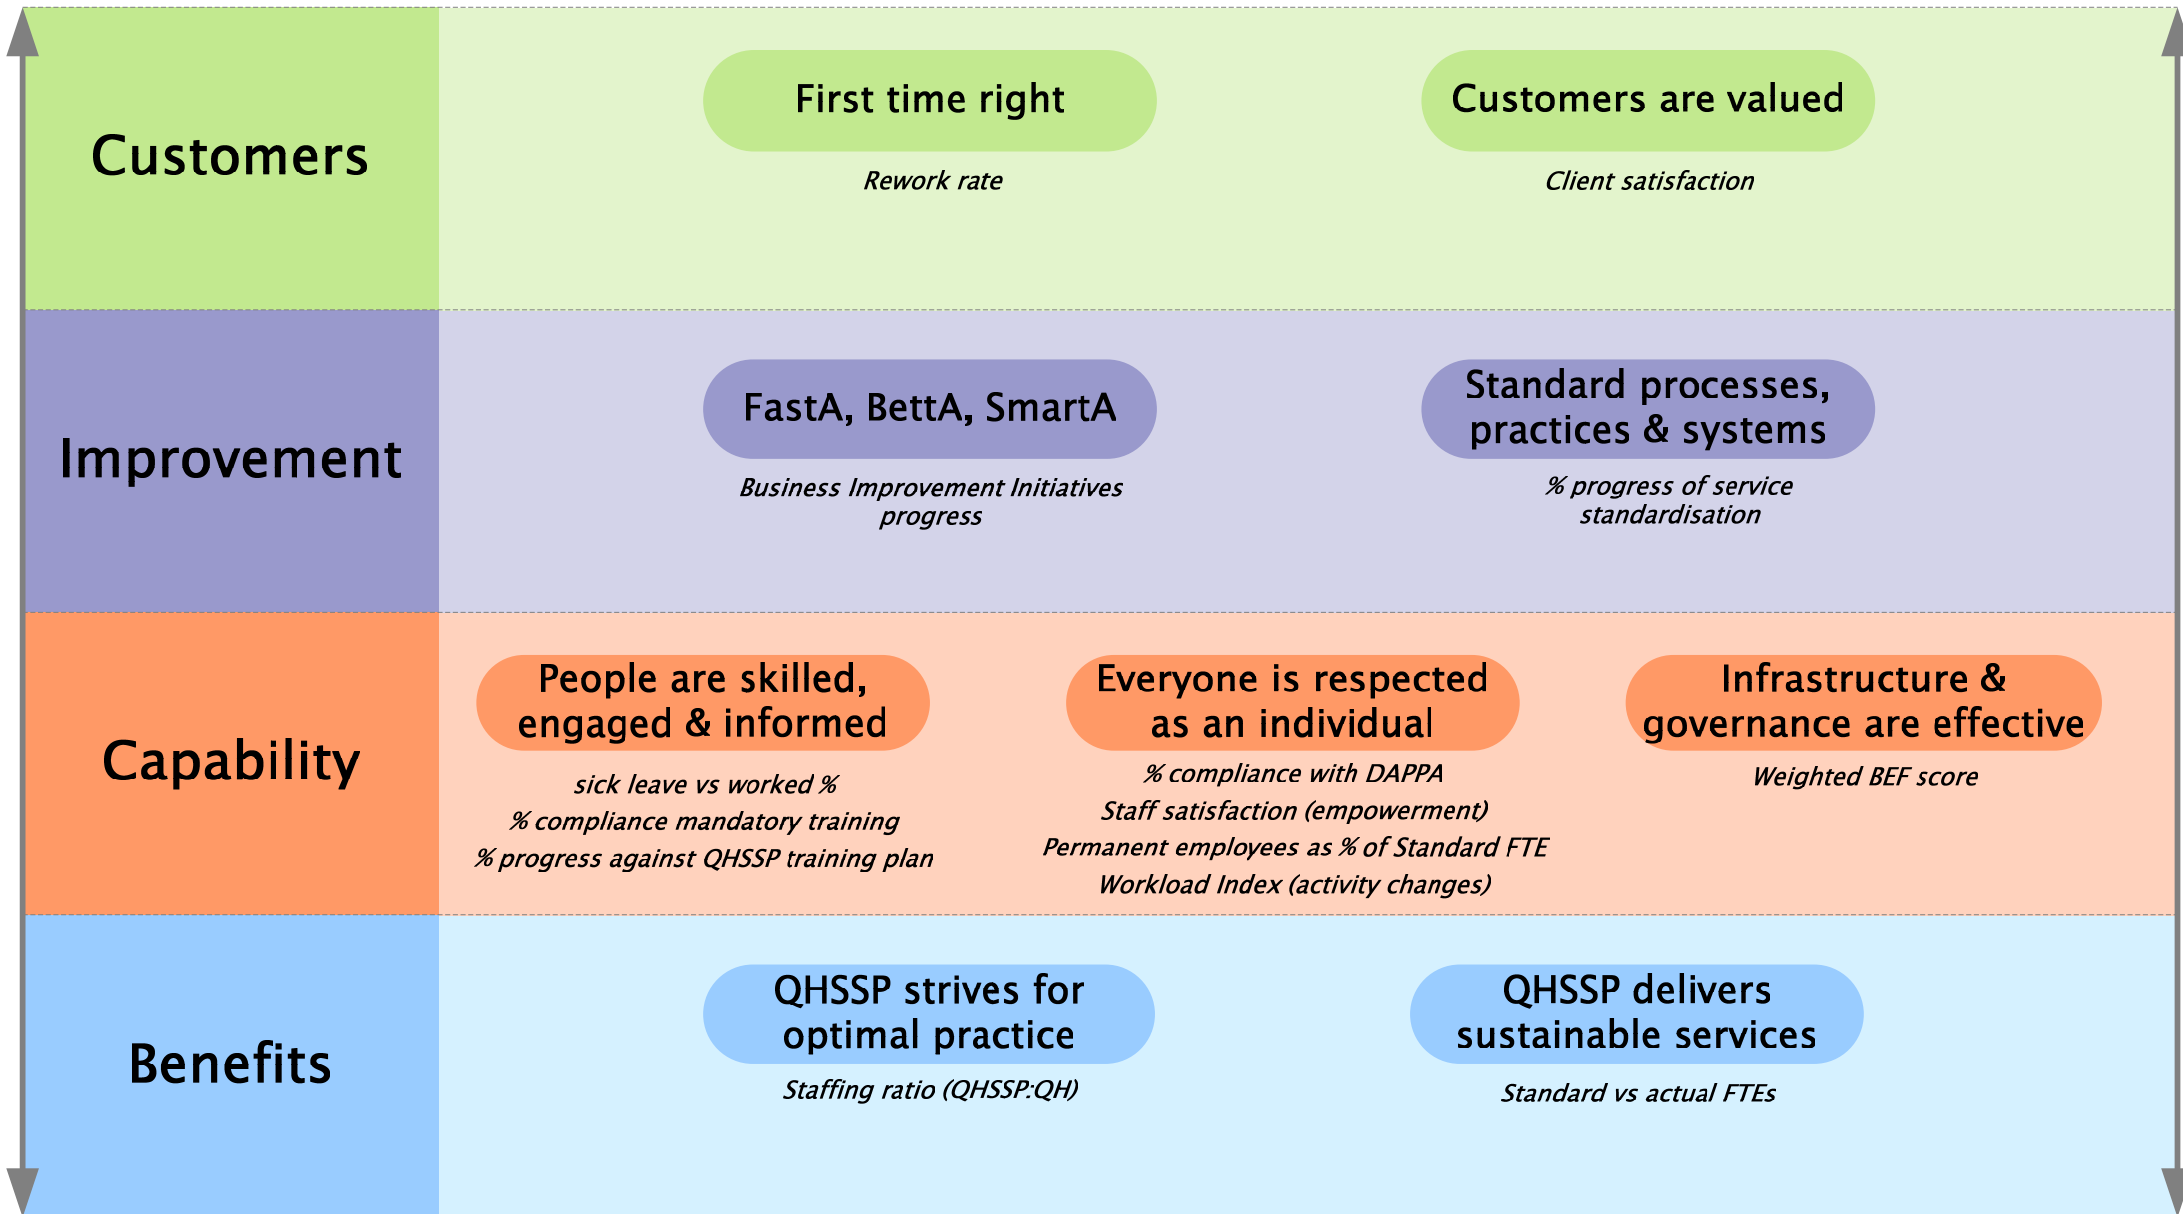 Customers
First time right
Rework rate
Customers are valued
Client satisfaction
Improvement
FastA, BettA, SmartA
Business Improvement Initiatives
progress
Standard processes,
practices & systems
% progress of service
standardisation
Capability
People are skilled,
engaged & informed
sick leave vs worked %
% compliance mandatory training
% progress against QHSSP training plan
Everyone is respected
as an individual
% compliance with DAPPA
Staff satisfaction (empowerment)
Permanent employees as % of Standard FTE
Workload Index (activity changes)
Infrastructure &
governance are effective
Weighted BEF score
Benefits
QHSSP strives for
optimal practice
Staffing ratio (QHSSP:QH)
QHSSP delivers
sustainable services
Standard vs actual FTEs